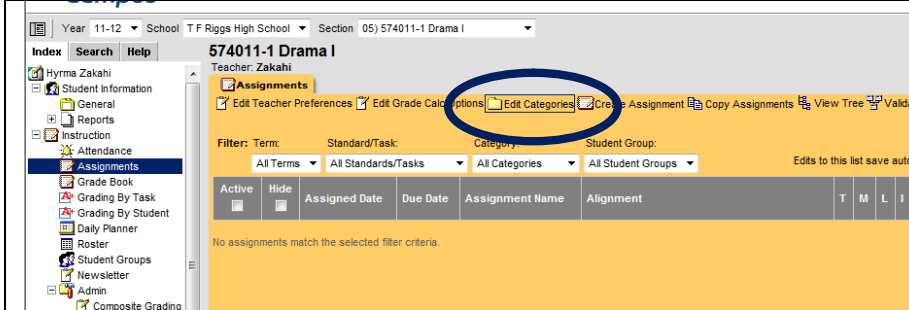 Year 11-12 School T F Riggs High School Section 05) 574011-1 Drama I
Index Search Help
574011-1 Drama I
Teacher: Zakahi
Hyrma Zakahi
Student Information
General
Reports
Instruction
Attendance
Assignments
Grade Book
Grading By Task
Grading By Student
Daily Planner
Roster
Student Groups
Newsletter
Admin
Composite Grading
Assignments
Edit Teacher Preferences Edit Grade Calc Options Edit Categories Create Assignment Copy Assignments View Tree Valida
Filter: Term: Standard/Task: Category: Student Group:
All Terms All Standards/Tasks All Categories All Student Groups Edits to this list save auto
Active Hide Assigned Date Due Date Assignment Name Alignment T M L I
No assignments match the selected filter criteria.